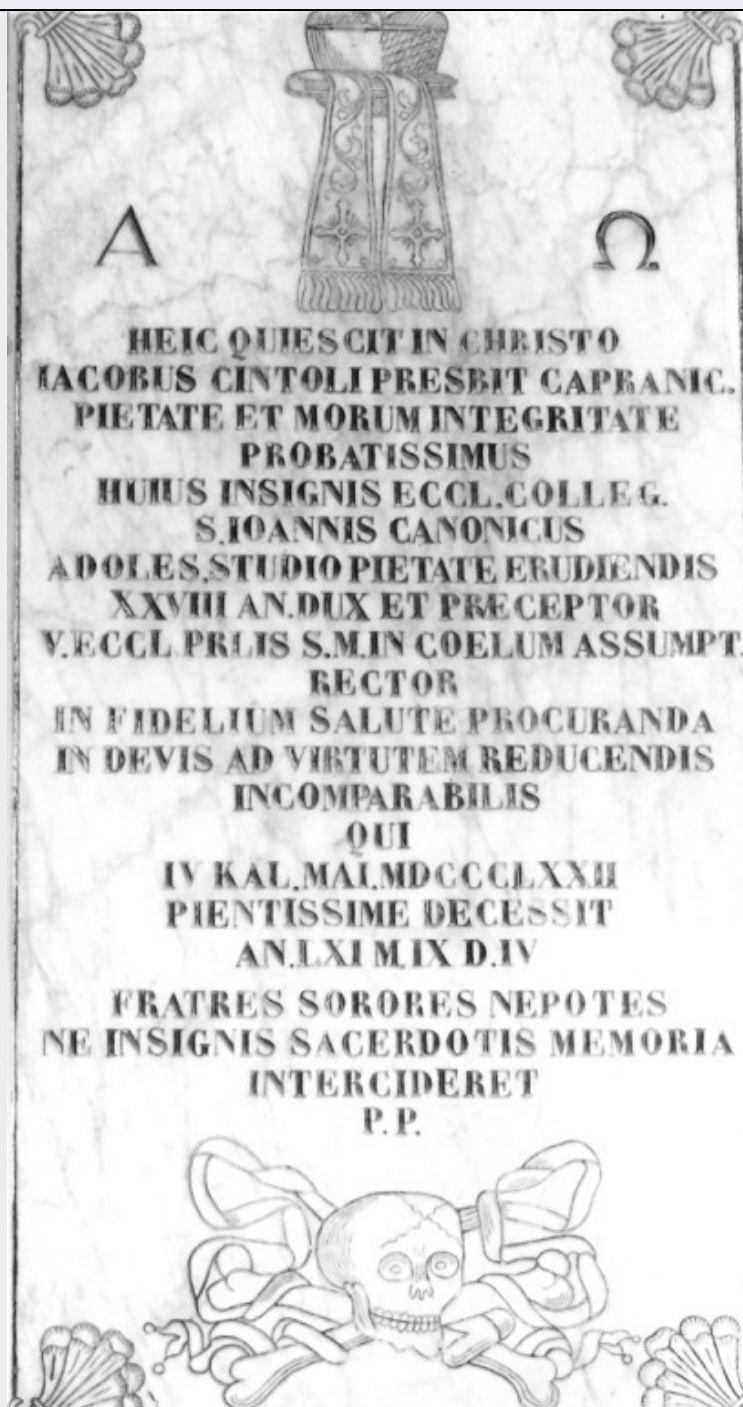 Α Ω
HEIC QUIESCIT IN CHRISTO
IACOBUS CINTOLI PRESBIT CAPRANIC.
PIETATE ET MORUM INTEGRITATE
PROBATISSIMUS
HUIUS INSIGNIS ECCL.COLLEG.
S.IOANNIS CANONICUS
ADOLES.STUDIO PIETATE ERUDIENDIS
XXVIII AN.DUX ET PRÆCEPTOR
V.ECCL PRLIS S.M.IN COELUM ASSUMPT.
RECTOR
IN FIDELIUM SALUTE PROCURANDA
IN DEVIS AD VIRTUTEM REDUCENDIS
INCOMPARABILIS
QUI
IV KAL.MAI.MDCCCLXXII
PIENTISSIME DECESSIT
AN.LXI M.IX D.IV
FRATRES SORORES NEPOTES
NE INSIGNIS SACERDOTIS MEMORIA
INTERCIDERET
P.P.